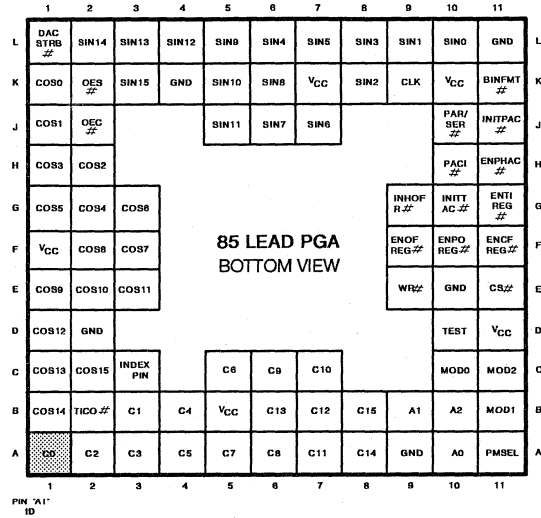 1 2 3 4 5 6 7 8 9 10 11
L DAC STRB # SIN14 SIN13 SIN12 SIN9 SIN4 SIN5 SIN3 SIN1 SIN0 GND L
K COS0 OES # SIN15 GND SIN10 SIN8 VCC SIN2 CLK VCC BINFMT # K
J COS1 OEC # SIN11 SIN7 SIN6 PAR/ SER # INITPAC # J
H COS3 COS2 PACI # ENPHAC # H
G COS5 COS4 COS6 INHOF R# INITT AC # ENTI REG # G
F VCC COS8 COS7 ENOF REG# ENPO REG# ENCF REG# F
85 LEAD PGA
BOTTOM VIEW
E COS9 COS10 COS11 WR# GND CS# E
D COS12 GND TEST VCC D
C COS13 COS15 INDEX PIN C6 C9 C10 MOD0 MOD2 C
B COS14 TICO # C1 C4 VCC C13 C12 C15 A1 A2 MOD1 B
A C0 C2 C3 C5 C7 C8 C11 C14 GND A0 PMSEL A
1 2 3 4 5 6 7 8 9 10 11
PIN "A1"
ID